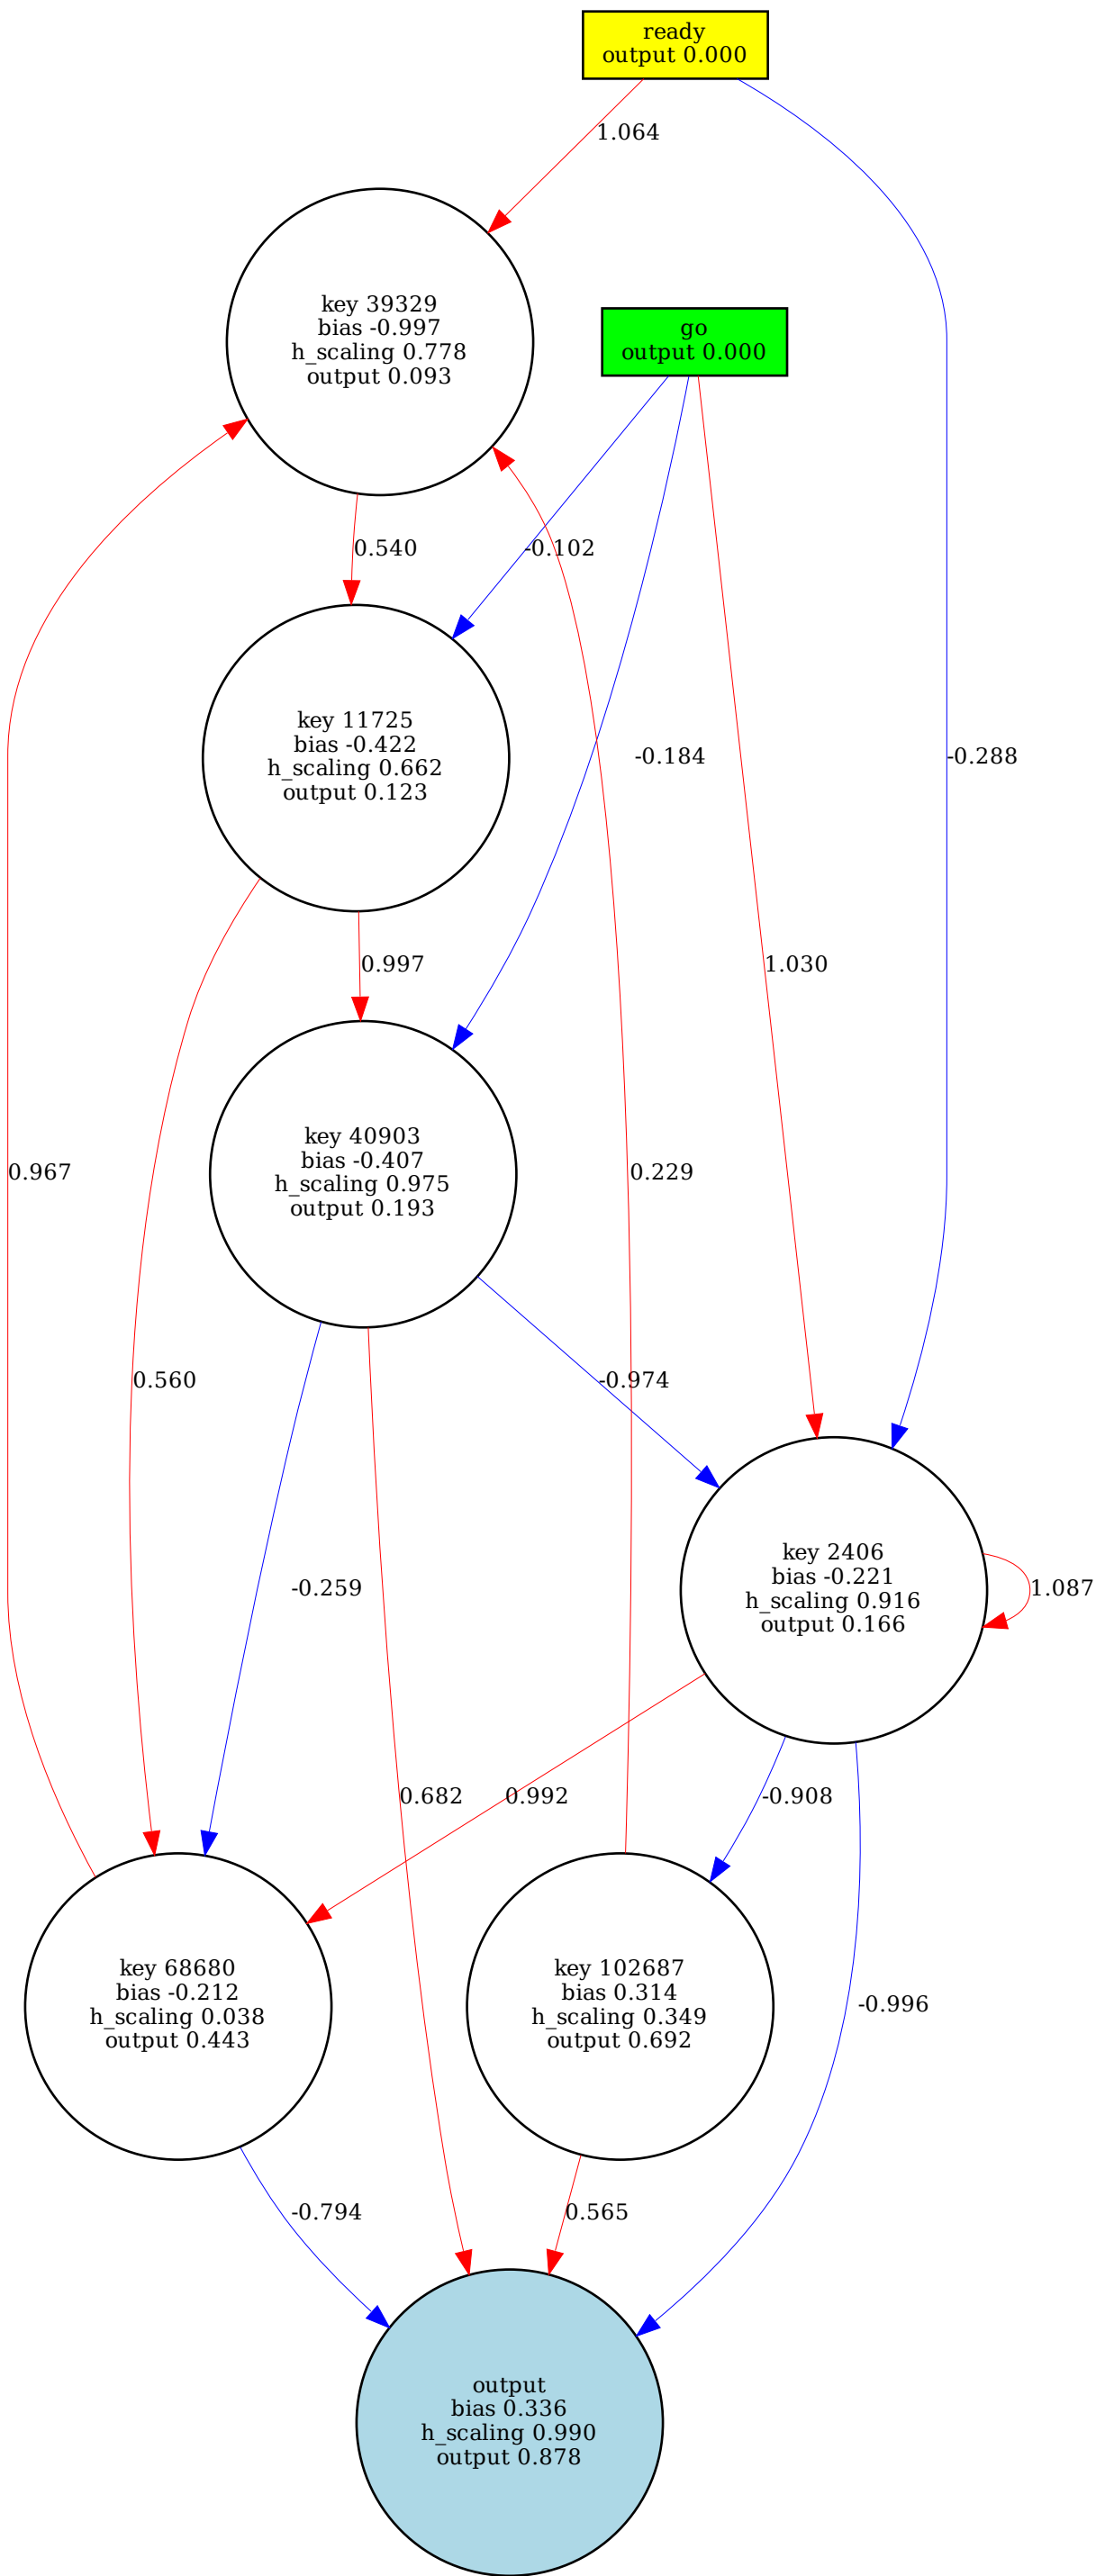 ready
output 0.000
1.064
key 39329
bias -0.997
h_scaling 0.778
output 0.093
go
output 0.000
0.540
-0.102
key 11725
bias -0.422
h_scaling 0.662
output 0.123
-0.184
-0.288
0.997
1.030
key 40903
bias -0.407
h_scaling 0.975
output 0.193
0.967
0.229
0.560
-0.974
key 2406
bias -0.221
h_scaling 0.916
output 0.166
-0.259
1.087
0.682
0.992
-0.908
key 68680
bias -0.212
h_scaling 0.038
output 0.443
key 102687
bias 0.314
h_scaling 0.349
output 0.692
-0.996
-0.794
0.565
output
bias 0.336
h_scaling 0.990
output 0.878